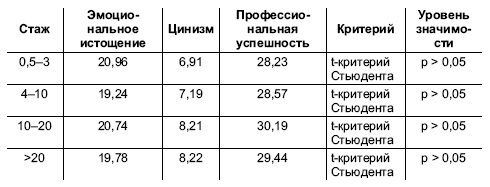 Стаж Эмоцио- Цинизм Профессио- Критерий Уровень
нальное нальная значимо-
истощение успешность сти
0,5–3 20,96 6,91 28,23 t-критерий p > 0,05
Стьюдента
4–10 19,24 7,19 28,57 t-критерий p > 0,05
Стьюдента
10–20 20,74 8,21 30,19 t-критерий p > 0,05
Стьюдента
>20 19,78 8,22 29,44 t-критерий p > 0,05
Стьюдента